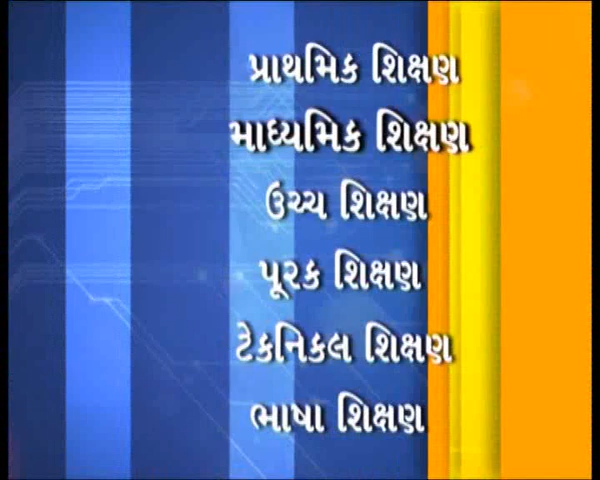 પ્રાથમિક શિક્ષણ
માધ્યમિક શિક્ષણ
ઉચ્ચ શિક્ષણ
પૂરક શિક્ષણ
ટેકનિકલ શિક્ષણ
ભાષા શિક્ષણ